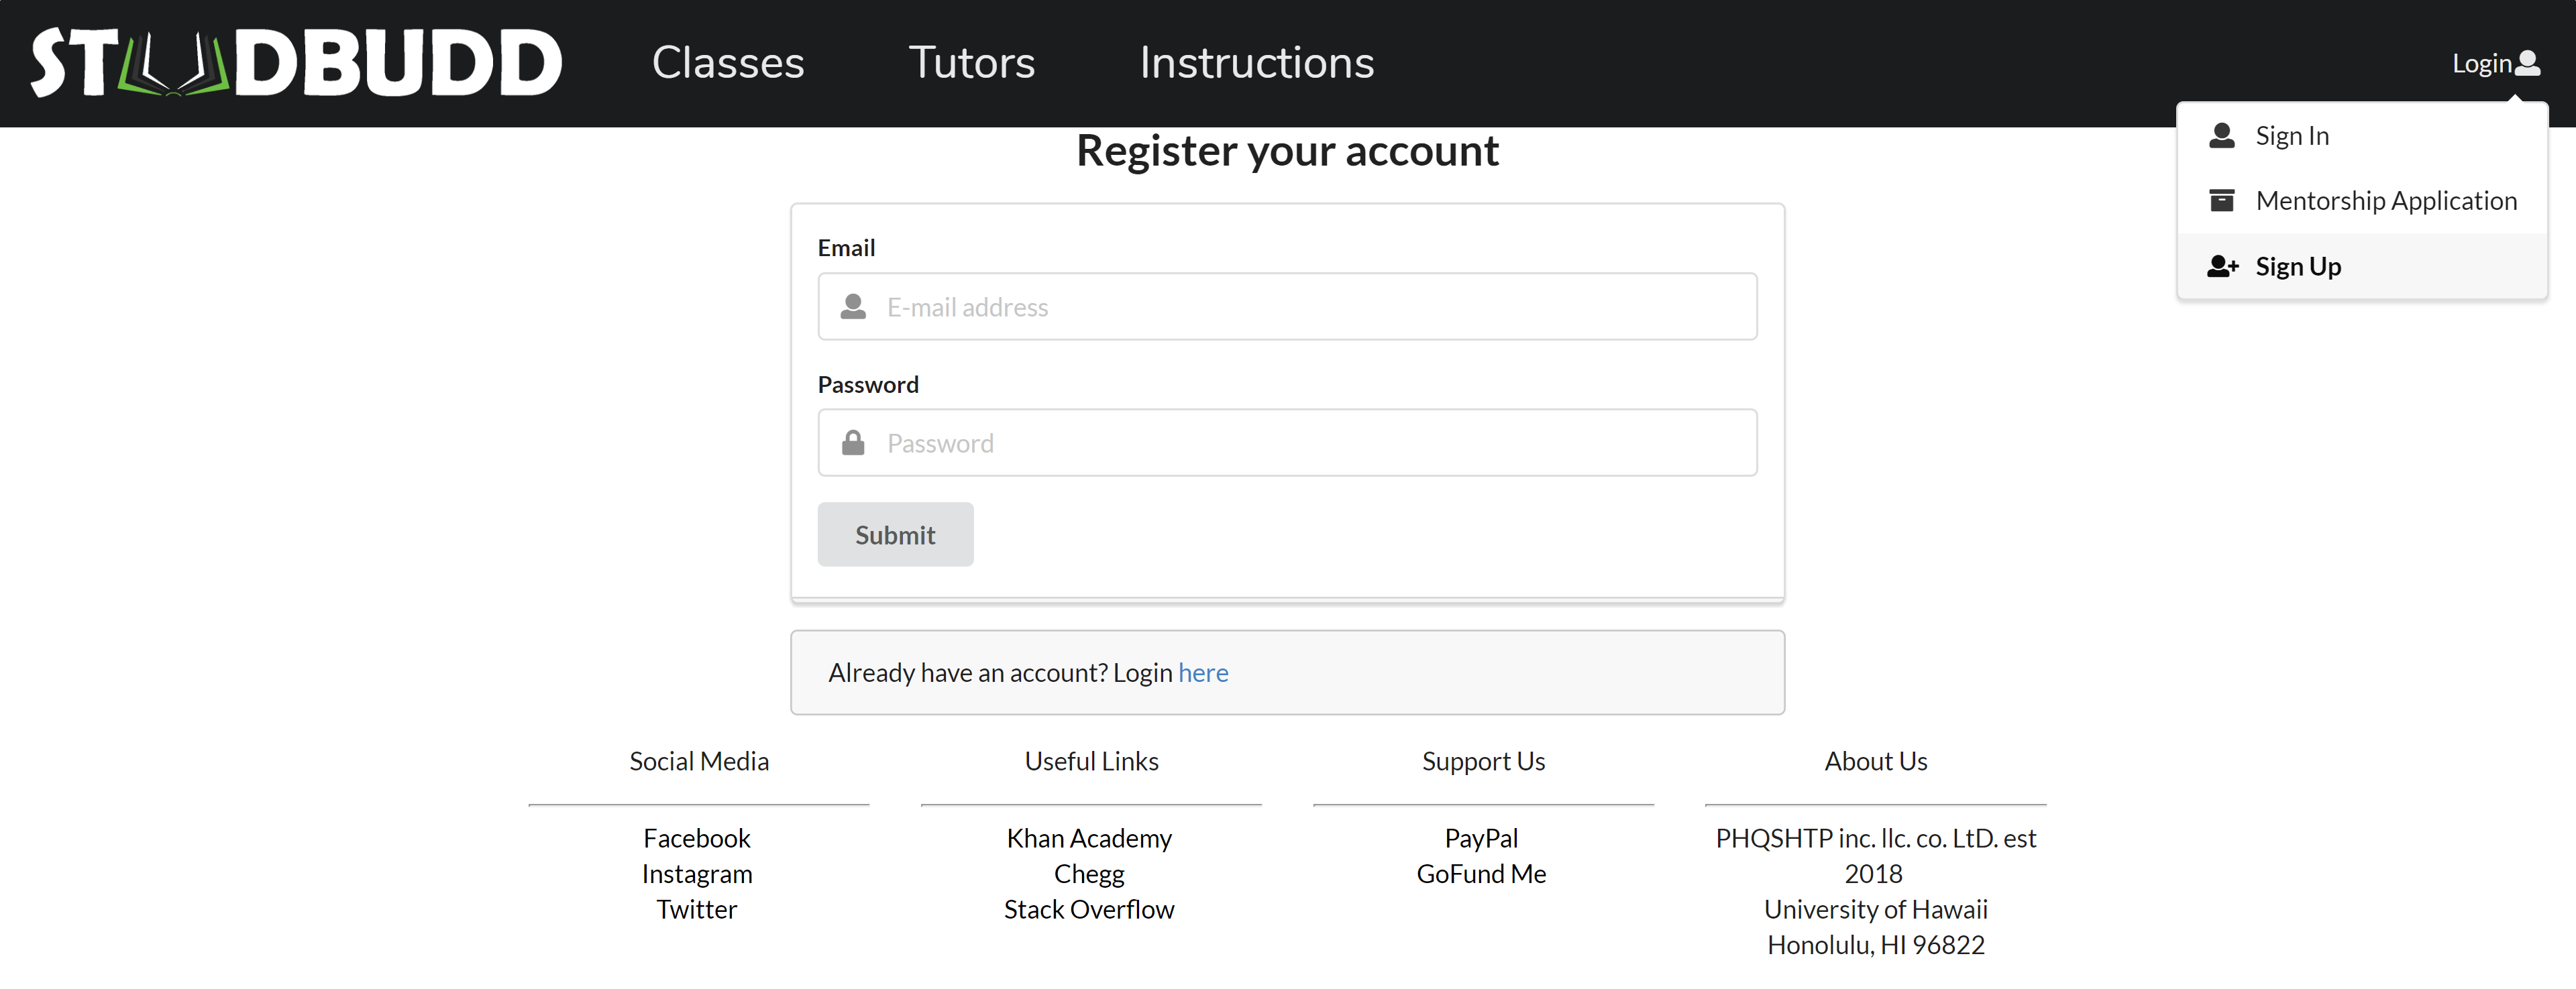 STUDBUDD
Classes
Tutors
Instructions
Login
Sign In
Mentorship Application
Sign Up
Register your account
Email
E-mail address
Password
Password
Submit
Already have an account? Login here
Social Media
Facebook
Instagram
Twitter
Useful Links
Khan Academy
Chegg
Stack Overflow
Support Us
PayPal
GoFund Me
About Us
PHQSHTP inc. llc. co. LtD. est
2018
University of Hawaii
Honolulu, HI 96822